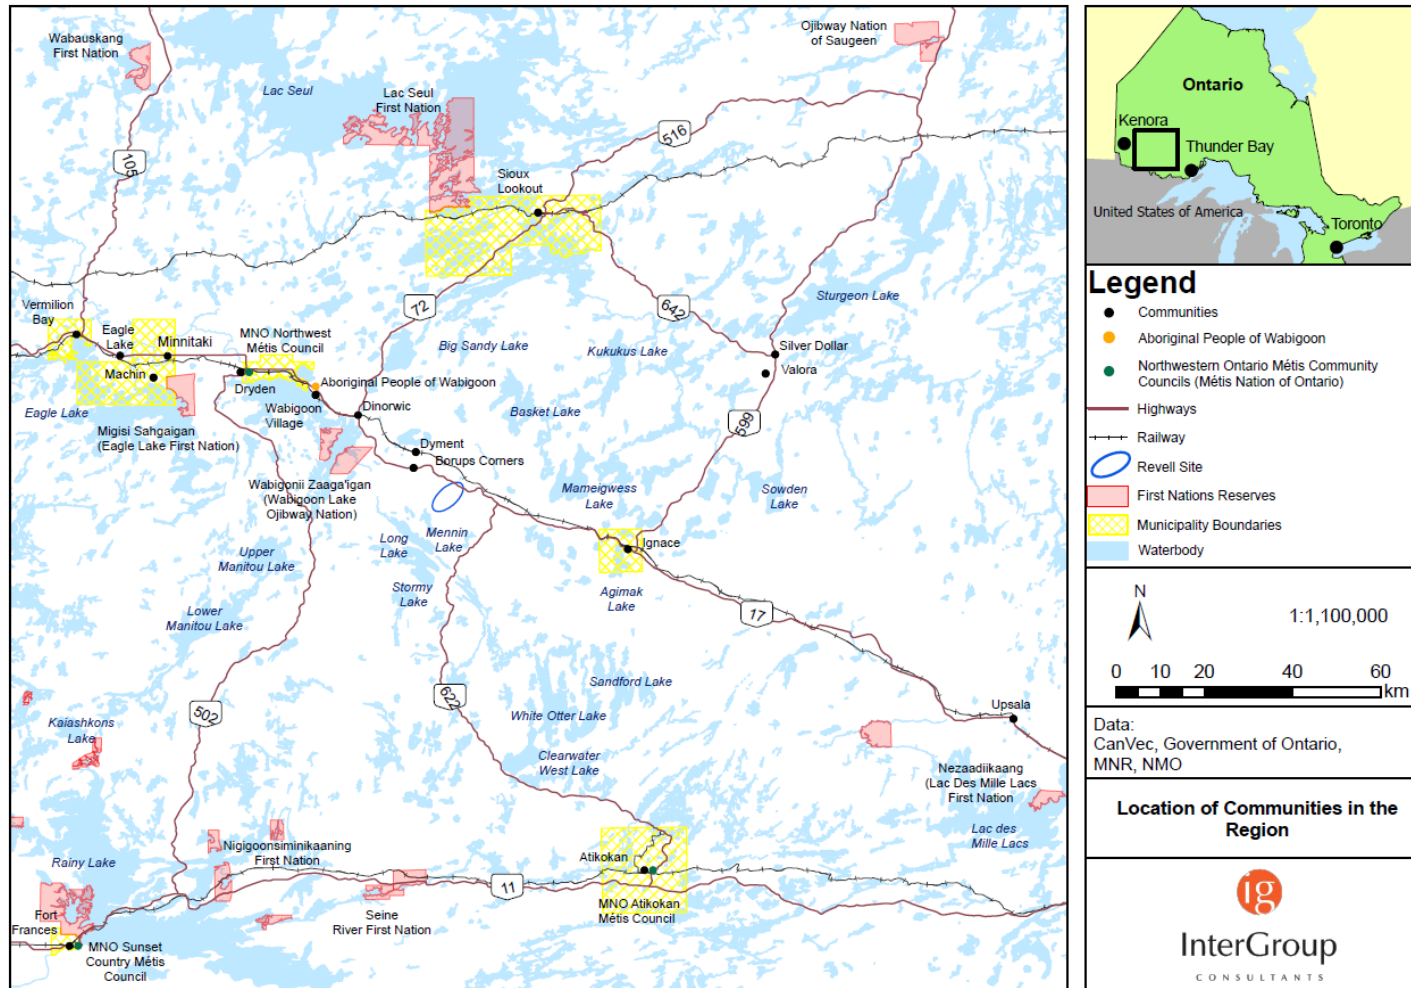 Wabauskang
First Nation
Ojibway Nation
of Saugeen
Lac Seul
Lac Seul
First Nation
516
105
Sioux
Lookout
72
642
Sturgeon Lake
Vermilion
Bay
Eagle
Lake
Minnitaki
MNO Northwest
Métis Council
Big Sandy Lake
Kukukus Lake
Silver Dollar
Valora
Machin
Dryden
Aboriginal People of Wabigoon
Eagle Lake
Wabigoon
Village
Dinorwic
Basket Lake
599
Migisi Sahgaigan
(Eagle Lake First Nation)
Dyment
Borups Corners
Wabigonii Zaaga'igan
(Wabigoon Lake
Ojibway Nation)
Mameigwess
Lake
Sowden
Lake
Mennin
Lake
Long
Lake
Ignace
Upper
Manitou Lake
Stormy
Lake
Agimak
Lake
17
Lower
Manitou Lake
Sandford Lake
622
502
White Otter Lake
Upsala
Kaiashkons
Lake
Clearwater
West Lake
Nezaadiikaang
(Lac Des Mille Lacs
First Nation
Lac des
Mille Lacs
Nigigoonsiminikaaning
First Nation
Rainy Lake
Atikokan
11
MNO Atikokan
Métis Council
Seine
River First Nation
Fort
Frances
MNO Sunset
Country Métis
Council
Ontario
Kenora
Thunder Bay
United States of America
Toronto
Legend
Communities
Aboriginal People of Wabigoon
Northwestern Ontario Métis Community
Councils (Métis Nation of Ontario)
Highways
Railway
Revell Site
First Nations Reserves
Municipality Boundaries
Waterbody
N
1:1,100,000
0 10 20 40 60
km
Data:
CanVec, Government of Ontario,
MNR, NMO
Location of Communities in the
Region
ig
InterGroup
CONSULTANTS